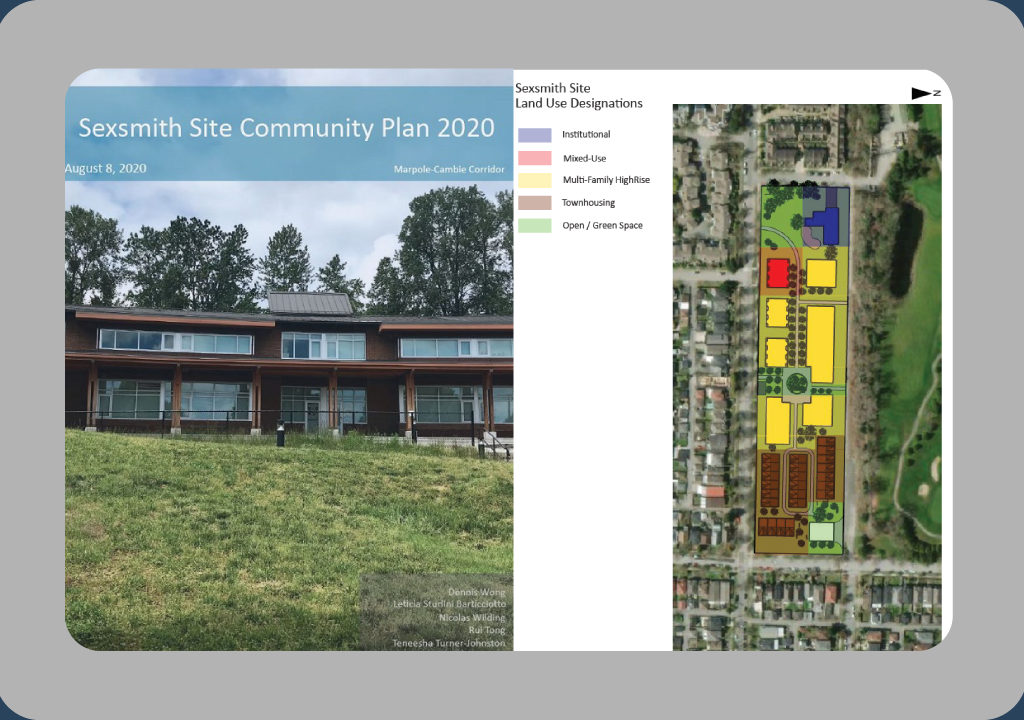 Sexsmith Site Community Plan 2020
August 8, 2020
Marpole-Cambie Corridor
Dennis Wong
Leticia Sturlini Barticciotto
Nicolas Wilding
Rui Tong
Teneesha Turner-Johnston
Sexsmith Site
Land Use Designations
Institutional
Mixed-Use
Multi-Family HighRise
Townhousing
Open / Green Space
N